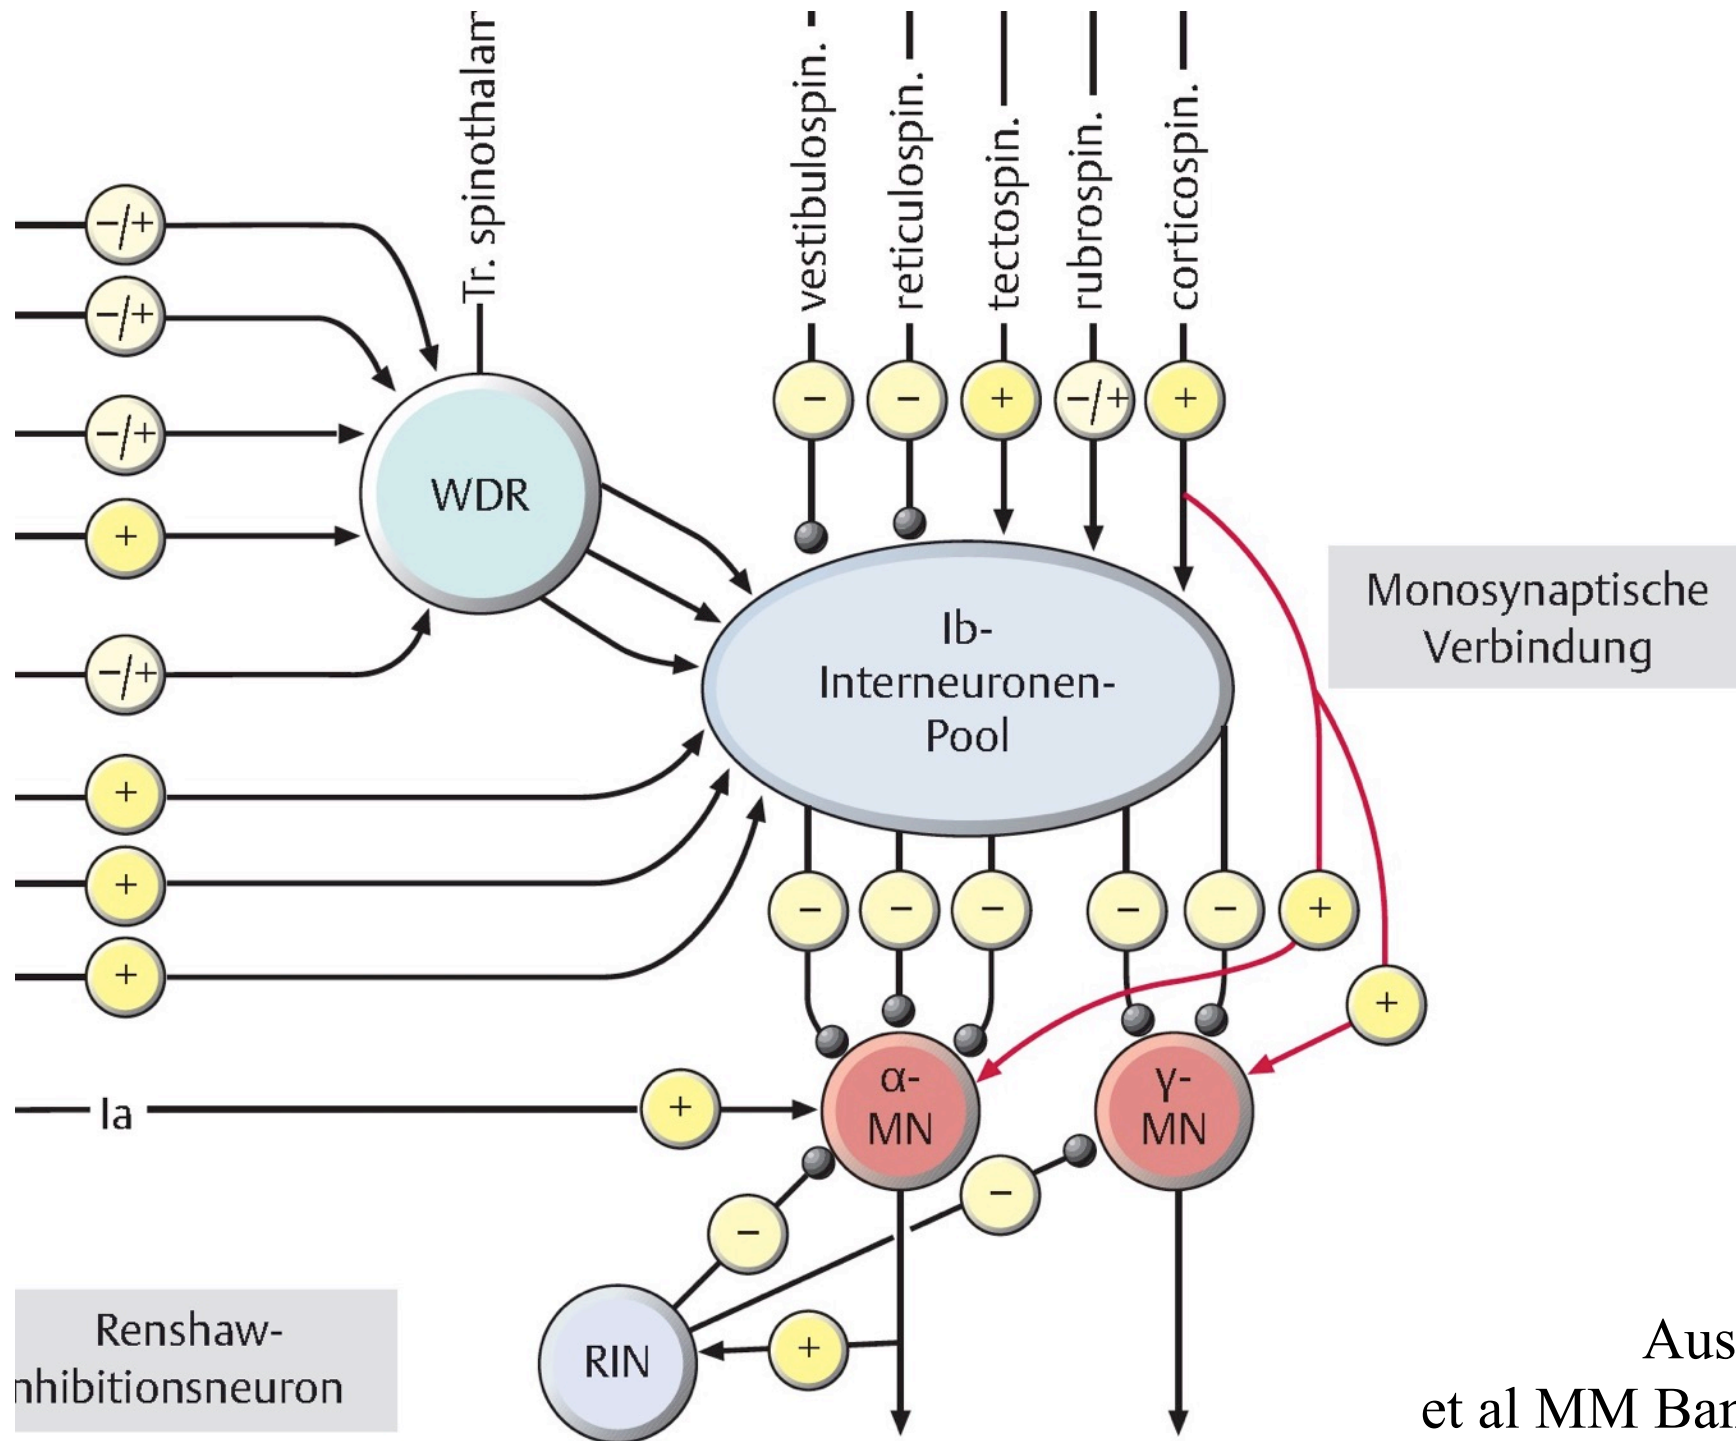 Tr. spinothalam
vestibulospin.
reticulospin.
tectospin.
rubrospin.
corticospin.
−/+
−/+
−/+
+
−/+
+
+
+
−
−
+
−/+
+
WDR
Ib-
Interneuronen-
Pool
Monosynaptische
Verbindung
−
−
−
−
−
+
+
Ia
+
α-
MN
γ-
MN
−
−
+
RIN
Renshaw-
nhibitionsneuron
Aus
et al MM Ban